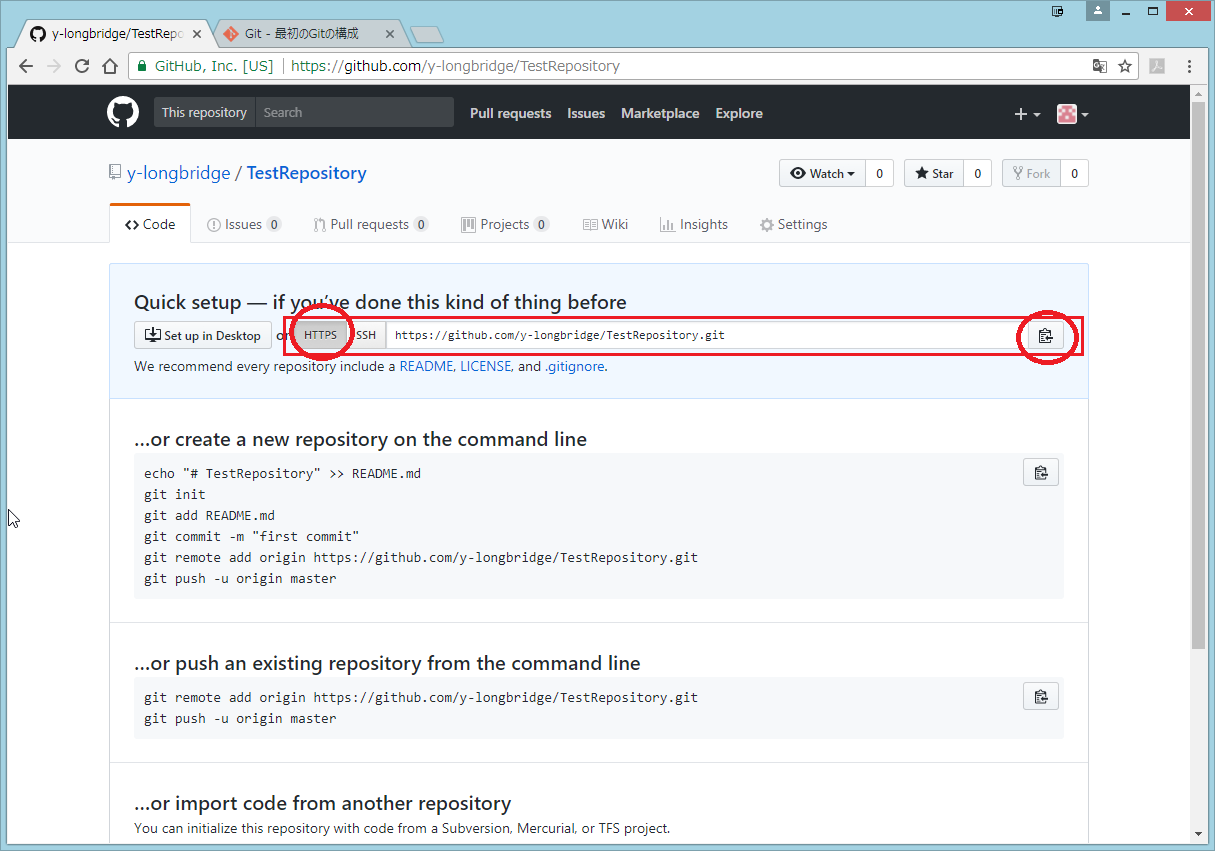 y-longbridge/TestRepo
Git - 最初のGitの構成
GitHub, Inc. [US] https://github.com/y-longbridge/TestRepository
This repository Search Pull requests Issues Marketplace Explore
y-longbridge / TestRepository
Watch 0 Star 0 Fork 0
Code Issues 0 Pull requests 0 Projects 0 Wiki Insights Settings
Quick setup — if you've done this kind of thing before
Set up in Desktop or HTTPS SSH https://github.com/y-longbridge/TestRepository.git
We recommend every repository include a README, LICENSE, and .gitignore.
…or create a new repository on the command line
echo "# TestRepository" >> README.md
git init
git add README.md
git commit -m "first commit"
git remote add origin https://github.com/y-longbridge/TestRepository.git
git push -u origin master
…or push an existing repository from the command line
git remote add origin https://github.com/y-longbridge/TestRepository.git
git push -u origin master
…or import code from another repository
You can initialize this repository with code from a Subversion, Mercurial, or TFS project.